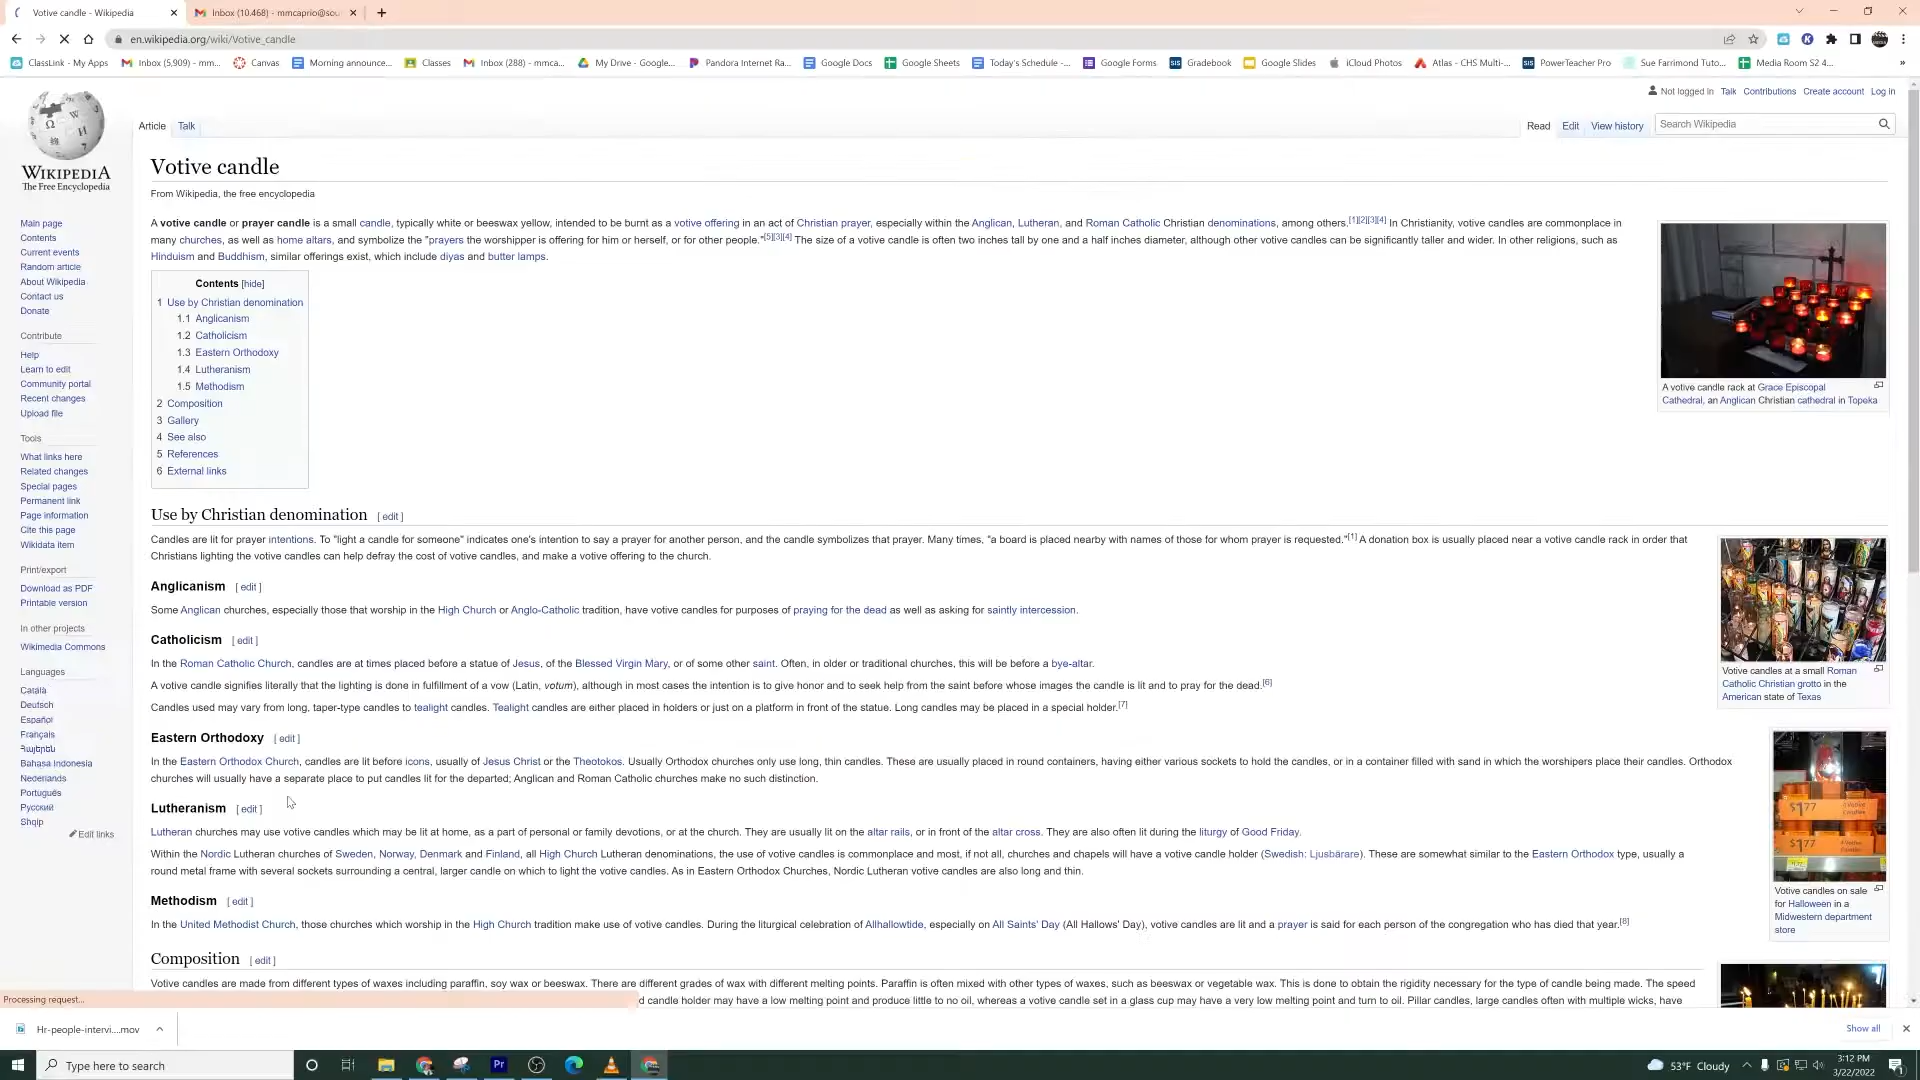 Votive candle - Wikipedia
Inbox (10,468) - mmcaprio@sou
en.wikipedia.org/wiki/Votive_candle
ClassLink - My Apps
Inbox (5,909) - mm...
Canvas
Morning announce...
Classes
Inbox (288) - mmca...
My Drive - Google...
Pandora Internet Ra...
Google Docs
Google Sheets
Today's Schedule -...
Google Forms
Gradebook
Google Slides
iCloud Photos
Atlas - CHS Multi-...
PowerTeacher Pro
Sue Farrimond Tuto...
Media Room S2 4...
Not logged in Talk Contributions Create account Log in
Article Talk
Read Edit View history
Search Wikipedia
WIKIPEDIA
The Free Encyclopedia
Main page
Contents
Current events
Random article
About Wikipedia
Contact us
Donate
Contribute
Help
Learn to edit
Community portal
Recent changes
Upload file
Tools
What links here
Related changes
Special pages
Permanent link
Page information
Cite this page
Wikidata item
Print/export
Download as PDF
Printable version
In other projects
Wikimedia Commons
Languages
Català
Deutsch
Español
Français
Հայերեն
Bahasa Indonesia
Nederlands
Português
Русский
Shqip
Edit links
Votive candle
From Wikipedia, the free encyclopedia
A votive candle or prayer candle is a small candle, typically white or beeswax yellow, intended to be burnt as a votive offering in an act of Christian prayer, especially within the Anglican, Lutheran, and Roman Catholic Christian denominations, among others.[1][2][3][4] In Christianity, votive candles are commonplace in
many churches, as well as home altars, and symbolize the "prayers the worshipper is offering for him or herself, or for other people."[5][3][4] The size of a votive candle is often two inches tall by one and a half inches diameter, although other votive candles can be significantly taller and wider. In other religions, such as
Hinduism and Buddhism, similar offerings exist, which include diyas and butter lamps.
A votive candle rack at Grace Episcopal
Cathedral, an Anglican Christian cathedral in Topeka
Contents [hide]
1 Use by Christian denomination
1.1 Anglicanism
1.2 Catholicism
1.3 Eastern Orthodoxy
1.4 Lutheranism
1.5 Methodism
2 Composition
3 Gallery
4 See also
5 References
6 External links
Use by Christian denomination [ edit ]
Candles are lit for prayer intentions. To "light a candle for someone" indicates one's intention to say a prayer for another person, and the candle symbolizes that prayer. Many times, "a board is placed nearby with names of those for whom prayer is requested."[1] A donation box is usually placed near a votive candle rack in order that
Christians lighting the votive candles can help defray the cost of votive candles, and make a votive offering to the church.
Anglicanism [ edit ]
Some Anglican churches, especially those that worship in the High Church or Anglo-Catholic tradition, have votive candles for purposes of praying for the dead as well as asking for saintly intercession.
Catholicism [ edit ]
In the Roman Catholic Church, candles are at times placed before a statue of Jesus, of the Blessed Virgin Mary, or of some other saint. Often, in older or traditional churches, this will be before a bye-altar.
A votive candle signifies literally that the lighting is done in fulfillment of a vow (Latin, votum), although in most cases the intention is to give honor and to seek help from the saint before whose images the candle is lit and to pray for the dead.[6]
Candles used may vary from long, taper-type candles to tealight candles. Tealight candles are either placed in holders or just on a platform in front of the statue. Long candles may be placed in a special holder.[7]
Votive candles at a small Roman
Catholic Christian grotto in the
American state of Texas
Eastern Orthodoxy [ edit ]
In the Eastern Orthodox Church, candles are lit before icons, usually of Jesus Christ or the Theotokos. Usually Orthodox churches only use long, thin candles. These are usually placed in round containers, having either various sockets to hold the candles, or in a container filled with sand in which the worshipers place their candles. Orthodox
churches will usually have a separate place to put candles lit for the departed; Anglican and Roman Catholic churches make no such distinction.
Lutheranism [ edit ]
Lutheran churches may use votive candles which may be lit at home, as a part of personal or family devotions, or at the church. They are usually lit on the altar rails, or in front of the altar cross. They are also often lit during the liturgy of Good Friday.
Within the Nordic Lutheran churches of Sweden, Norway, Denmark and Finland, all High Church Lutheran denominations, the use of votive candles is commonplace and most, if not all, churches and chapels will have a votive candle holder (Swedish: Ljusbärare). These are somewhat similar to the Eastern Orthodox type, usually a
round metal frame with several sockets surrounding a central, larger candle on which to light the votive candles. As in Eastern Orthodox Churches, Nordic Lutheran votive candles are also long and thin.
$1.77
$1.77
Votive candles on sale
for Halloween in a
Midwestern department
store
Methodism [ edit ]
In the United Methodist Church, those churches which worship in the High Church tradition make use of votive candles. During the liturgical celebration of Allhallowtide, especially on All Saints' Day (All Hallows' Day), votive candles are lit and a prayer is said for each person of the congregation who has died that year.[8]
Composition [ edit ]
Votive candles are made from different types of waxes including paraffin, soy wax or beeswax. There are different grades of wax with different melting points. Paraffin is often mixed with other types of waxes, such as beeswax or vegetable wax. This is done to obtain the rigidity necessary for the type of candle being made. The speed
d candle holder may have a low melting point and produce little to no oil, whereas a votive candle set in a glass cup may have a very low melting point and turn to oil. Pillar candles, large candles often with multiple wicks, have
Processing request...
Hr-people-intervi....mov
Show all
Type here to search
Pr
53°F Cloudy
3:12 PM
3/22/2022